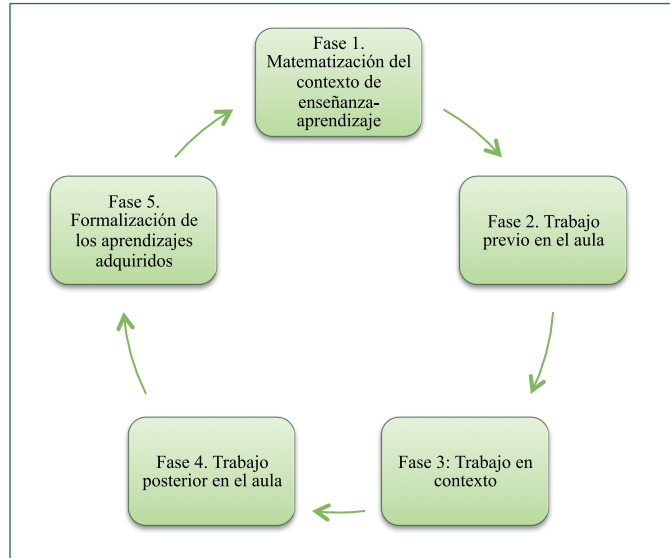 Fase 1.
Matematización del
contexto de
enseñanza-
aprendizaje
Fase 2. Trabajo
previo en el aula
Fase 3: Trabajo en
contexto
Fase 4. Trabajo
posterior en el aula
Fase 5.
Formalización de
los aprendizajes
adquiridos